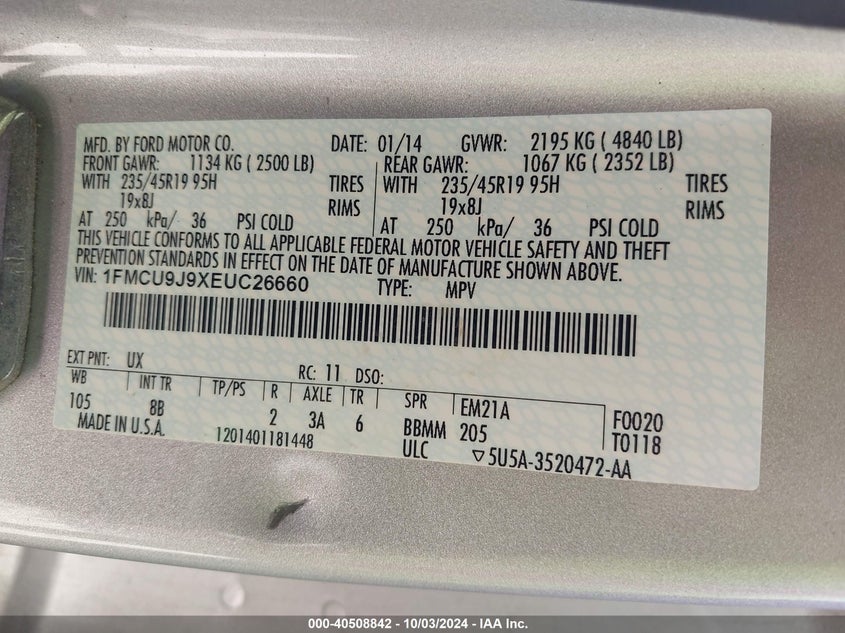 MFD. BY FORD MOTOR CO. DATE: 01/14 GVWR: 2195 KG ( 4840 LB)
FRONT GAWR: 1134 KG ( 2500 LB) REAR GAWR: 1067 KG ( 2352 LB)
WITH 235/45R19 95H TIRES WITH 235/45R19 95H TIRES
19x8J RIMS 19x8J RIMS
AT 250 kPa/ 36 PSI COLD AT 250 kPa/ 36 PSI COLD
THIS VEHICLE CONFORMS TO ALL APPLICABLE FEDERAL MOTOR VEHICLE SAFETY AND THEFT
PREVENTION STANDARDS IN EFFECT ON THE DATE OF MANUFACTURE SHOWN ABOVE.
VIN: 1FMCU9J9XEUC26660 TYPE: MPV
EXT PNT: UX RC: 11 DSO:
WB INT TR TP/PS R AXLE TR SPR EM21A F0020
105 8B 2 3A 6 BBMM 205 T0118
MADE IN U.S.A. 1201401181448 ULC ▽5U5A-3520472-AA
000-40508842 - 10/03/2024 - IAA Inc.